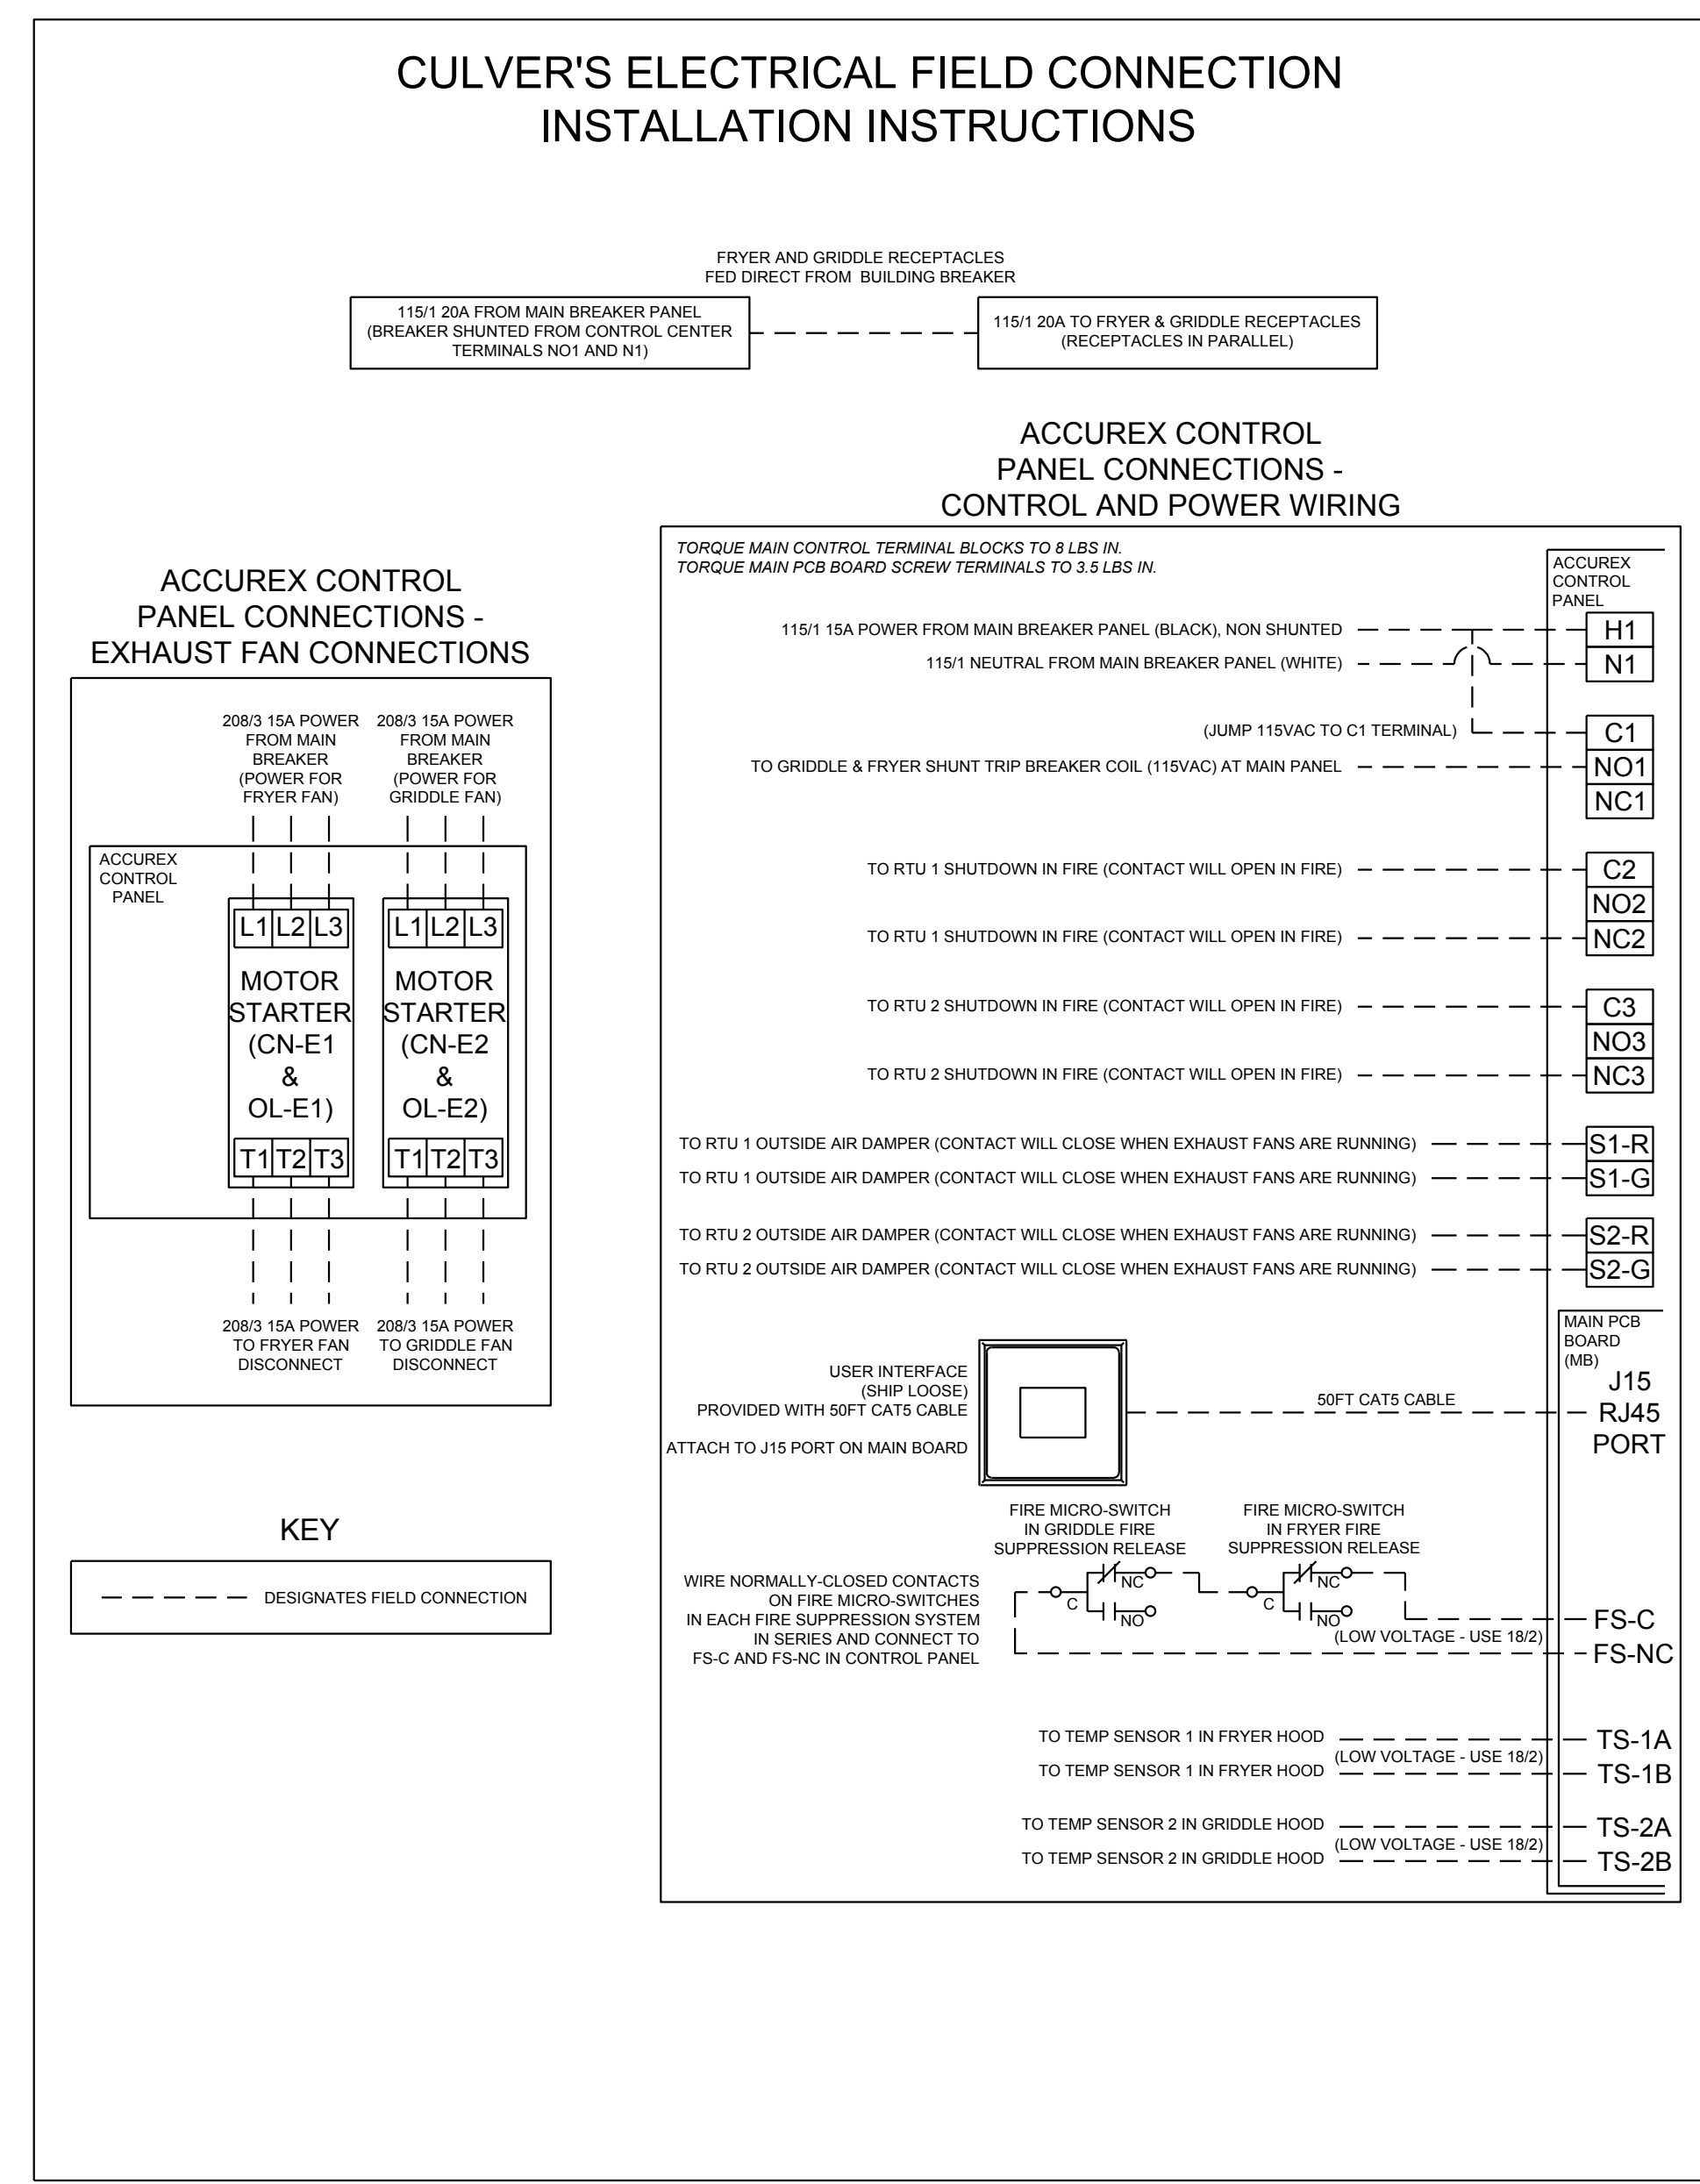 CULVER'S ELECTRICAL FIELD CONNECTION
INSTALLATION INSTRUCTIONS
FRYER AND GRIDDLE RECEPTACLES
FED DIRECT FROM BUILDING BREAKER
115/1 20A FROM MAIN BREAKER PANEL
(BREAKER SHUNTED FROM CONTROL CENTER
TERMINALS NO1 AND N1)
115/1 20A TO FRYER & GRIDDLE RECEPTACLES
(RECEPTACLES IN PARALLEL)
ACCUREX CONTROL
PANEL CONNECTIONS -
EXHAUST FAN CONNECTIONS
208/3 15A POWER
FROM MAIN
BREAKER
(POWER FOR
FRYER FAN)
208/3 15A POWER
FROM MAIN
BREAKER
(POWER FOR
GRIDDLE FAN)
ACCUREX
CONTROL
PANEL
L1 L2 L3
MOTOR
STARTER
(CN-E1
&
OL-E1)
T1 T2 T3
L1 L2 L3
MOTOR
STARTER
(CN-E2
&
OL-E2)
T1 T2 T3
208/3 15A POWER
TO FRYER FAN
DISCONNECT
208/3 15A POWER
TO GRIDDLE FAN
DISCONNECT
KEY
DESIGNATES FIELD CONNECTION
ACCUREX CONTROL
PANEL CONNECTIONS -
CONTROL AND POWER WIRING
TORQUE MAIN CONTROL TERMINAL BLOCKS TO 8 LBS IN.
TORQUE MAIN PCB BOARD SCREW TERMINALS TO 3.5 LBS IN.
ACCUREX
CONTROL
PANEL
115/1 15A POWER FROM MAIN BREAKER PANEL (BLACK), NON SHUNTED H1
115/1 NEUTRAL FROM MAIN BREAKER PANEL (WHITE) N1
(JUMP 115VAC TO C1 TERMINAL) C1
TO GRIDDLE & FRYER SHUNT TRIP BREAKER COIL (115VAC) AT MAIN PANEL NO1
NC1
TO RTU 1 SHUTDOWN IN FIRE (CONTACT WILL OPEN IN FIRE) C2
NO2
TO RTU 1 SHUTDOWN IN FIRE (CONTACT WILL OPEN IN FIRE) NC2
TO RTU 2 SHUTDOWN IN FIRE (CONTACT WILL OPEN IN FIRE) C3
NO3
TO RTU 2 SHUTDOWN IN FIRE (CONTACT WILL OPEN IN FIRE) NC3
TO RTU 1 OUTSIDE AIR DAMPER (CONTACT WILL CLOSE WHEN EXHAUST FANS ARE RUNNING) S1-R
TO RTU 1 OUTSIDE AIR DAMPER (CONTACT WILL CLOSE WHEN EXHAUST FANS ARE RUNNING) S1-G
TO RTU 2 OUTSIDE AIR DAMPER (CONTACT WILL CLOSE WHEN EXHAUST FANS ARE RUNNING) S2-R
TO RTU 2 OUTSIDE AIR DAMPER (CONTACT WILL CLOSE WHEN EXHAUST FANS ARE RUNNING) S2-G
MAIN PCB
BOARD
(MB)
USER INTERFACE
(SHIP LOOSE)
PROVIDED WITH 50FT CAT5 CABLE
ATTACH TO J15 PORT ON MAIN BOARD
50FT CAT5 CABLE
J15
RJ45
PORT
FIRE MICRO-SWITCH
IN GRIDDLE FIRE
SUPPRESSION RELEASE
FIRE MICRO-SWITCH
IN FRYER FIRE
SUPPRESSION RELEASE
WIRE NORMALLY-CLOSED CONTACTS
ON FIRE MICRO-SWITCHES
IN EACH FIRE SUPPRESSION SYSTEM
IN SERIES AND CONNECT TO
FS-C AND FS-NC IN CONTROL PANEL
C NC NO
C NC NO
FS-C
(LOW VOLTAGE - USE 18/2)
FS-NC
TO TEMP SENSOR 1 IN FRYER HOOD TS-1A
(LOW VOLTAGE - USE 18/2)
TO TEMP SENSOR 1 IN FRYER HOOD TS-1B
TO TEMP SENSOR 2 IN GRIDDLE HOOD TS-2A
(LOW VOLTAGE - USE 18/2)
TO TEMP SENSOR 2 IN GRIDDLE HOOD TS-2B